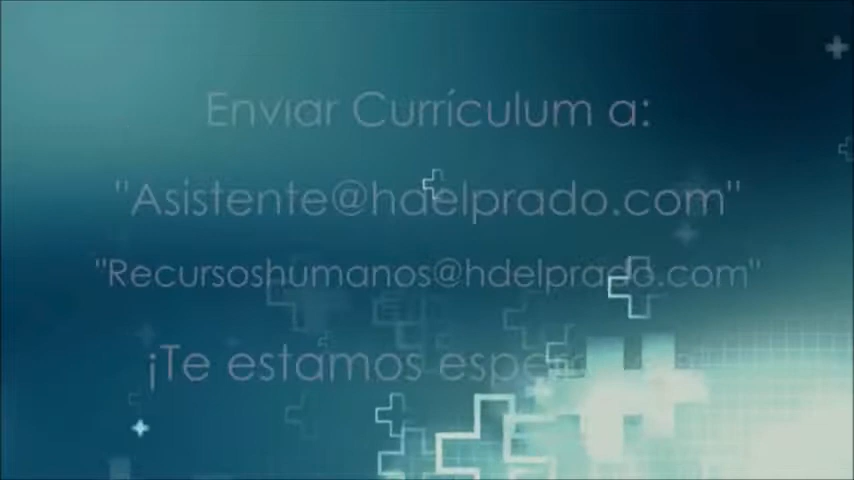 Enviar Currículum a:
"Asistente@hdelprado.com"
"Recursoshumanos@hdelprado.com"
¡Te estamos